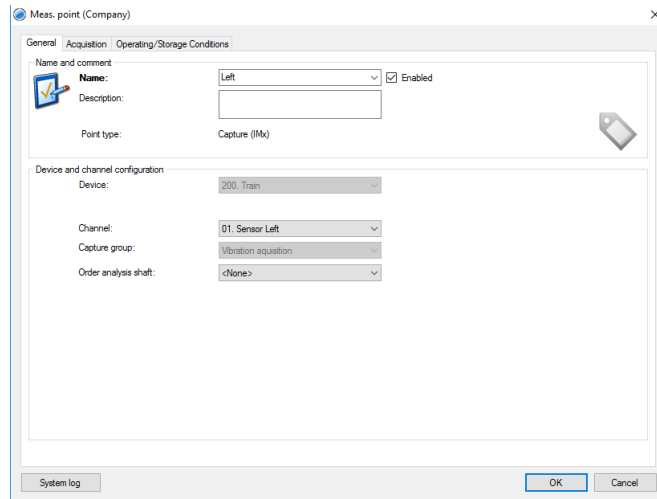 Meas. point (Company)
General Acquisition Operating/Storage Conditions
Name and comment
Name: Left Enabled
Description:
Point type: Capture (IMx)
Device and channel configuration
Device: 200. Train
Channel: 01. Sensor Left
Capture group: Vibration aquisition
Order analysis shaft: <None>
System log OK Cancel